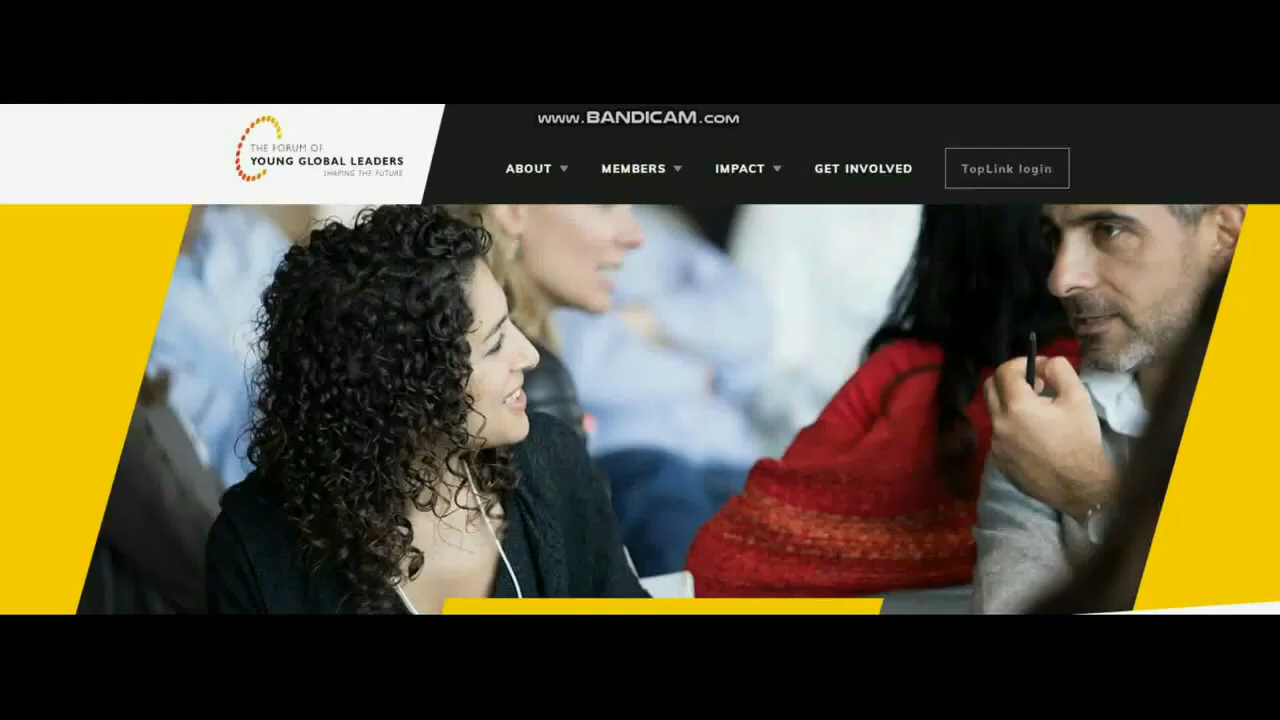 www.BANDICAM.com
THE FORUM OF
YOUNG GLOBAL LEADERS
SHAPING THE FUTURE
ABOUT
MEMBERS
IMPACT
GET INVOLVED
TopLink login